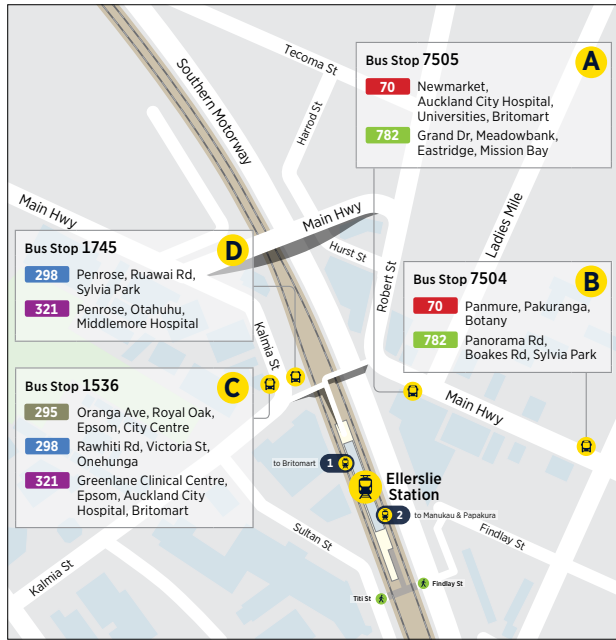 Tecoma St
Southern Motorway
Harrod St
A
Bus Stop 7505
70 Newmarket,
Auckland City Hospital,
Universities, Britomart
782 Grand Dr, Meadowbank,
Eastridge, Mission Bay
Main Hwy
Main Hwy
Ladies Mile
Hurst St
Robert St
D
Bus Stop 1745
298 Penrose, Ruawai Rd,
Sylvia Park
321 Penrose, Otahuhu,
Middlemore Hospital
B
Bus Stop 7504
70 Panmure, Pakuranga,
Botany
782 Panorama Rd,
Boakes Rd, Sylvia Park
Kalmia St
C
Bus Stop 1536
295 Oranga Ave, Royal Oak,
Epsom, City Centre
298 Rawhiti Rd, Victoria St,
Onehunga
321 Greenlane Clinical Centre,
Epsom, Auckland City
Hospital, Britomart
Main Hwy
to Britomart 1
Ellerslie
Station
2 to Manukau & Papakura
Sultan St
Findlay St
Kalmia St
Findlay St
Titi St